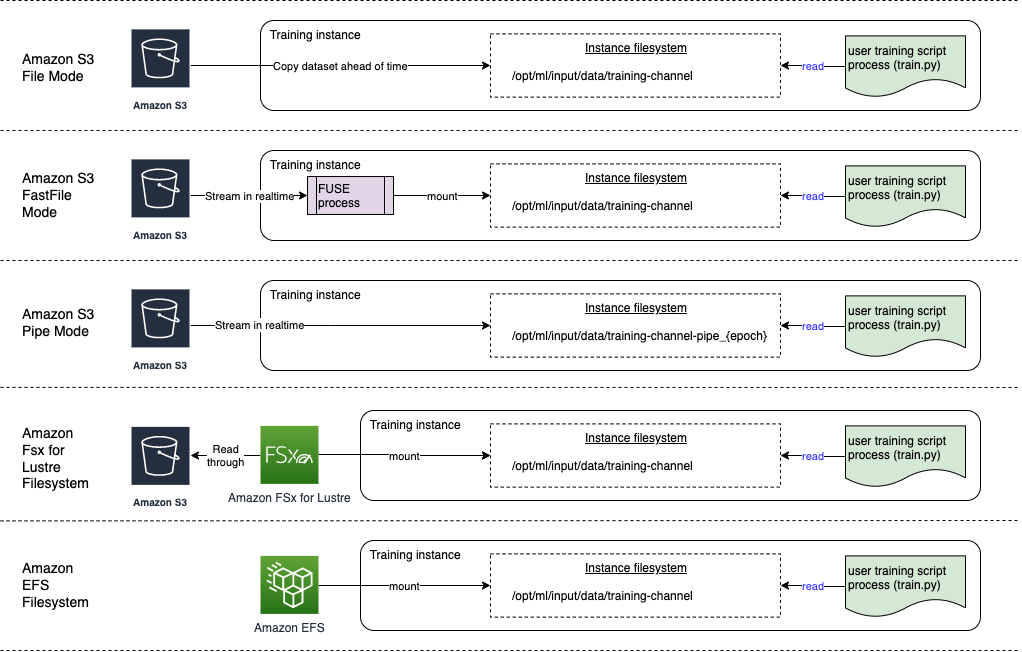 Amazon S3
File Mode
Amazon S3
Training instance
Copy dataset ahead of time
Instance filesystem
/opt/ml/input/data/training-channel
read
user training script
process (train.py)
Amazon S3
FastFile
Mode
Amazon S3
Stream in realtime
Training instance
FUSE
process
mount
Instance filesystem
/opt/ml/input/data/training-channel
read
user training script
process (train.py)
Amazon S3
Pipe Mode
Amazon S3
Stream in realtime
Training instance
Instance filesystem
/opt/ml/input/data/training-channel-pipe_{epoch}
read
user training script
process (train.py)
Amazon
Fsx for
Lustre
Filesystem
Amazon S3
Read
through
FSx
Amazon FSx for Lustre
Training instance
mount
Instance filesystem
/opt/ml/input/data/training-channel
read
user training script
process (train.py)
Amazon
EFS
Filesystem
Amazon EFS
Training instance
mount
Instance filesystem
/opt/ml/input/data/training-channel
read
user training script
process (train.py)